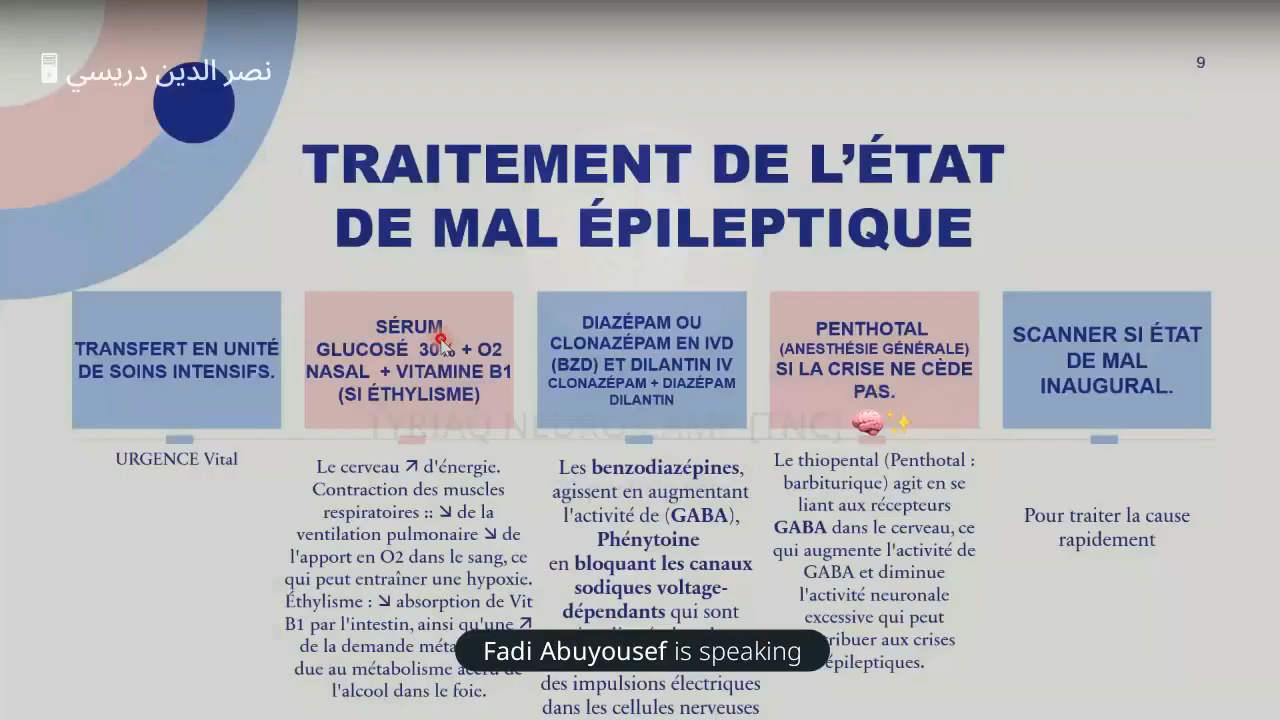 نصر الدين دريسي
9
TRAITEMENT DE L'ÉTAT
DE MAL ÉPILEPTIQUE
TRANSFERT EN UNITÉ
DE SOINS INTENSIFS.
URGENCE Vital
SÉRUM
GLUCOSÉ 30% + O2
NASAL + VITAMINE B1
(SI ÉTHYLISME)
Le cerveau ↗ d'énergie.
Contraction des muscles
respiratoires :: ↘ de la
ventilation pulmonaire ↘ de
l'apport en O2 dans le sang, ce
qui peut entraîner une hypoxie.
Éthylisme : ↘ absorption de Vit
B1 par l'intestin, ainsi qu'une ↗
de la demande
due au métabolisme
l'alcool dans le foie.
DIAZÉPAM OU
CLONAZÉPAM EN IVD
(BZD) ET DILANTIN IV
CLONAZÉPAM + DIAZÉPAM
DILANTIN
Les benzodiazépines,
agissent en augmentant
l'activité de (GABA),
Phénytoine
en bloquant les canaux
sodiques voltage-
dépendants qui sont
des impulsions électriques
dans les cellules nerveuses
PENTHOTAL
(ANESTHÉSIE GÉNÉRALE)
SI LA CRISE NE CÈDE
PAS.
Le thiopental (Penthotal :
barbiturique) agit en se
liant aux récepteurs
GABA dans le cerveau, ce
qui augmente l'activité de
GABA et diminue
l'activité neuronale
excessive qui peut
tribuer aux crises
épileptiques.
SCANNER SI ÉTAT
DE MAL
INAUGURAL.
Pour traiter la cause
rapidement
Fadi Abuyousef is speaking